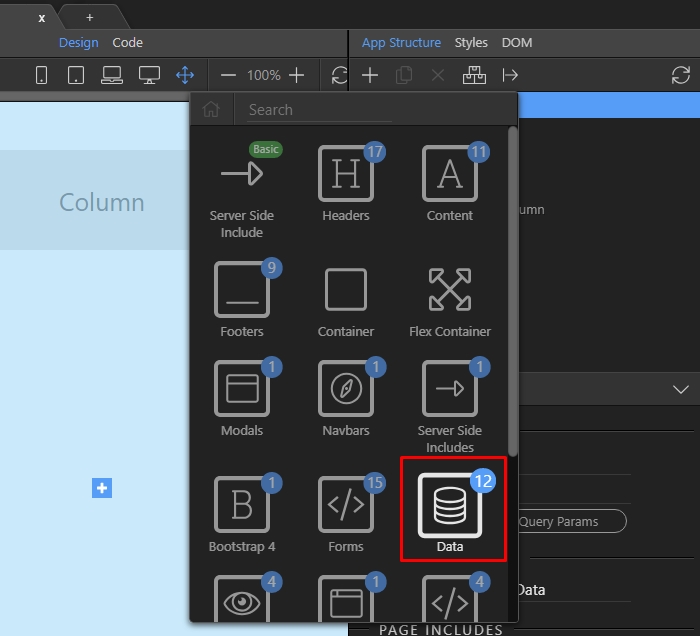 x +
Design Code
App Structure Styles DOM
100%
Search
Column
Basic
Server Side
Include
17
Headers
11
Content
umn
9
Footers
Container
Flex Container
1
Modals
1
Navbars
1
Server Side
Includes
1
B
Bootstrap 4
15
Forms
12
Data
Query Params
4
1
4
Data
PAGE INCLUDES